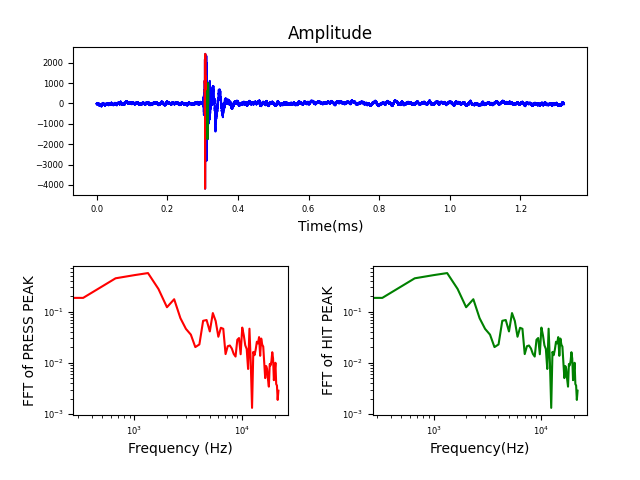 Amplitude
2000
1000
0
−1000
−2000
−3000
−4000
0.0 0.2 0.4 0.6 0.8 1.0 1.2
Time(ms)
FFT of PRESS PEAK
10⁻¹
10⁻²
10⁻³
10³ 10⁴
Frequency (Hz)
FFT of HIT PEAK
10⁻¹
10⁻²
10⁻³
10³ 10⁴
Frequency(Hz)